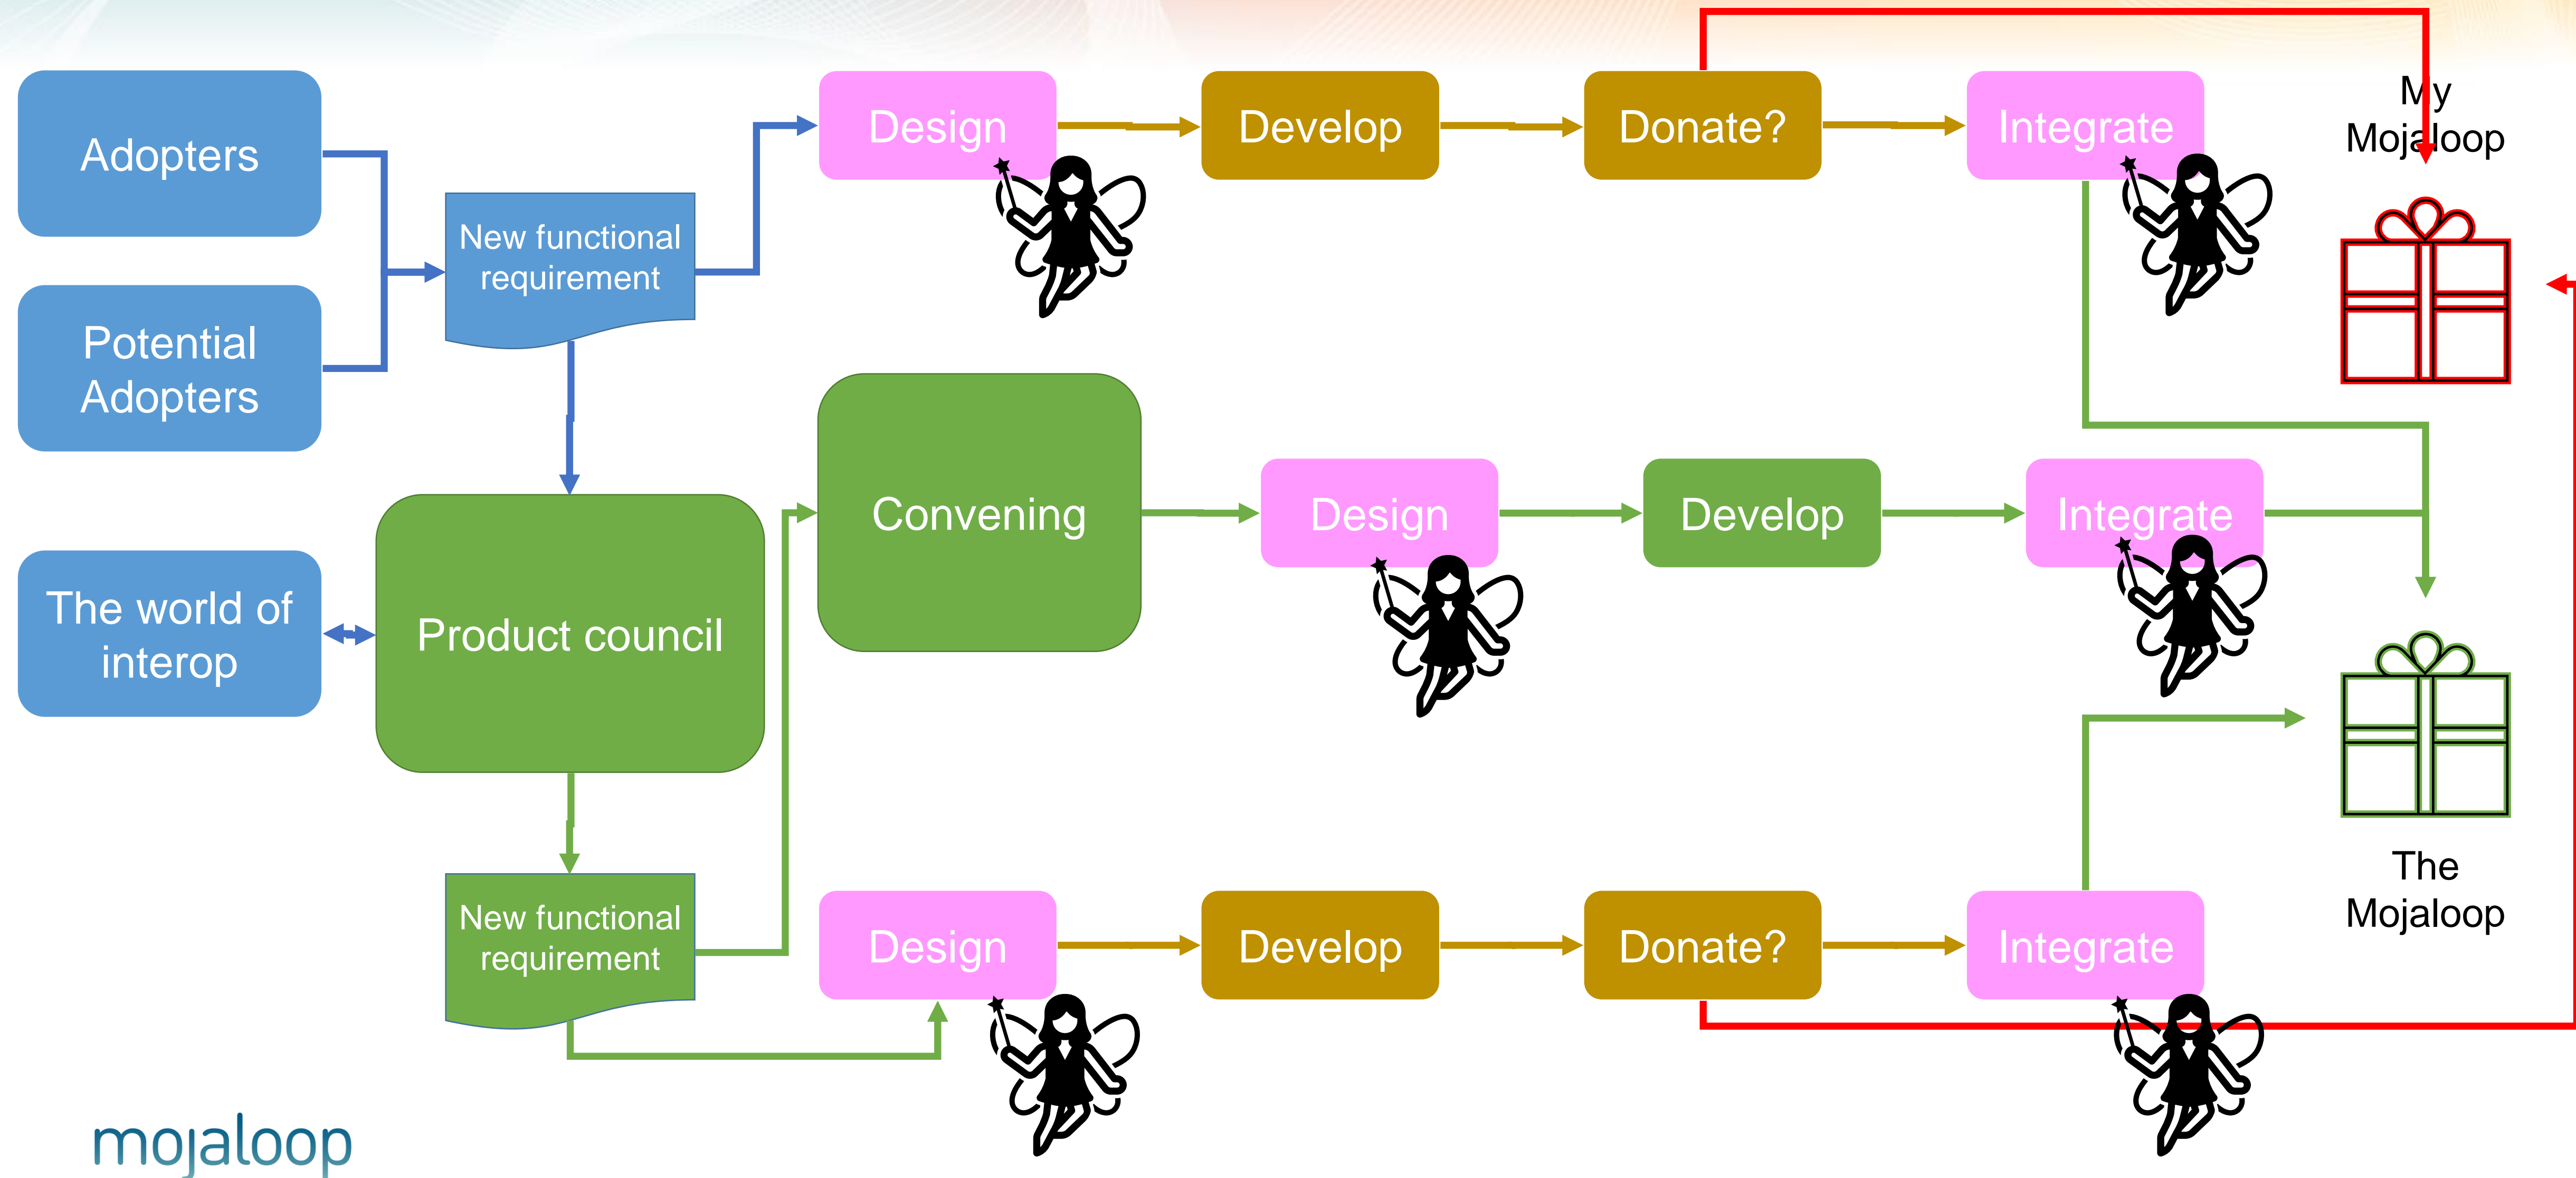 Adopters
Potential
Adopters
The world of
interop
New functional
requirement
Product council
New functional
requirement
Design
Develop
Donate?
Integrate
My
Mojaloop
Convening
Design
Develop
Integrate
The
Mojaloop
Design
Develop
Donate?
Integrate
mojaloop